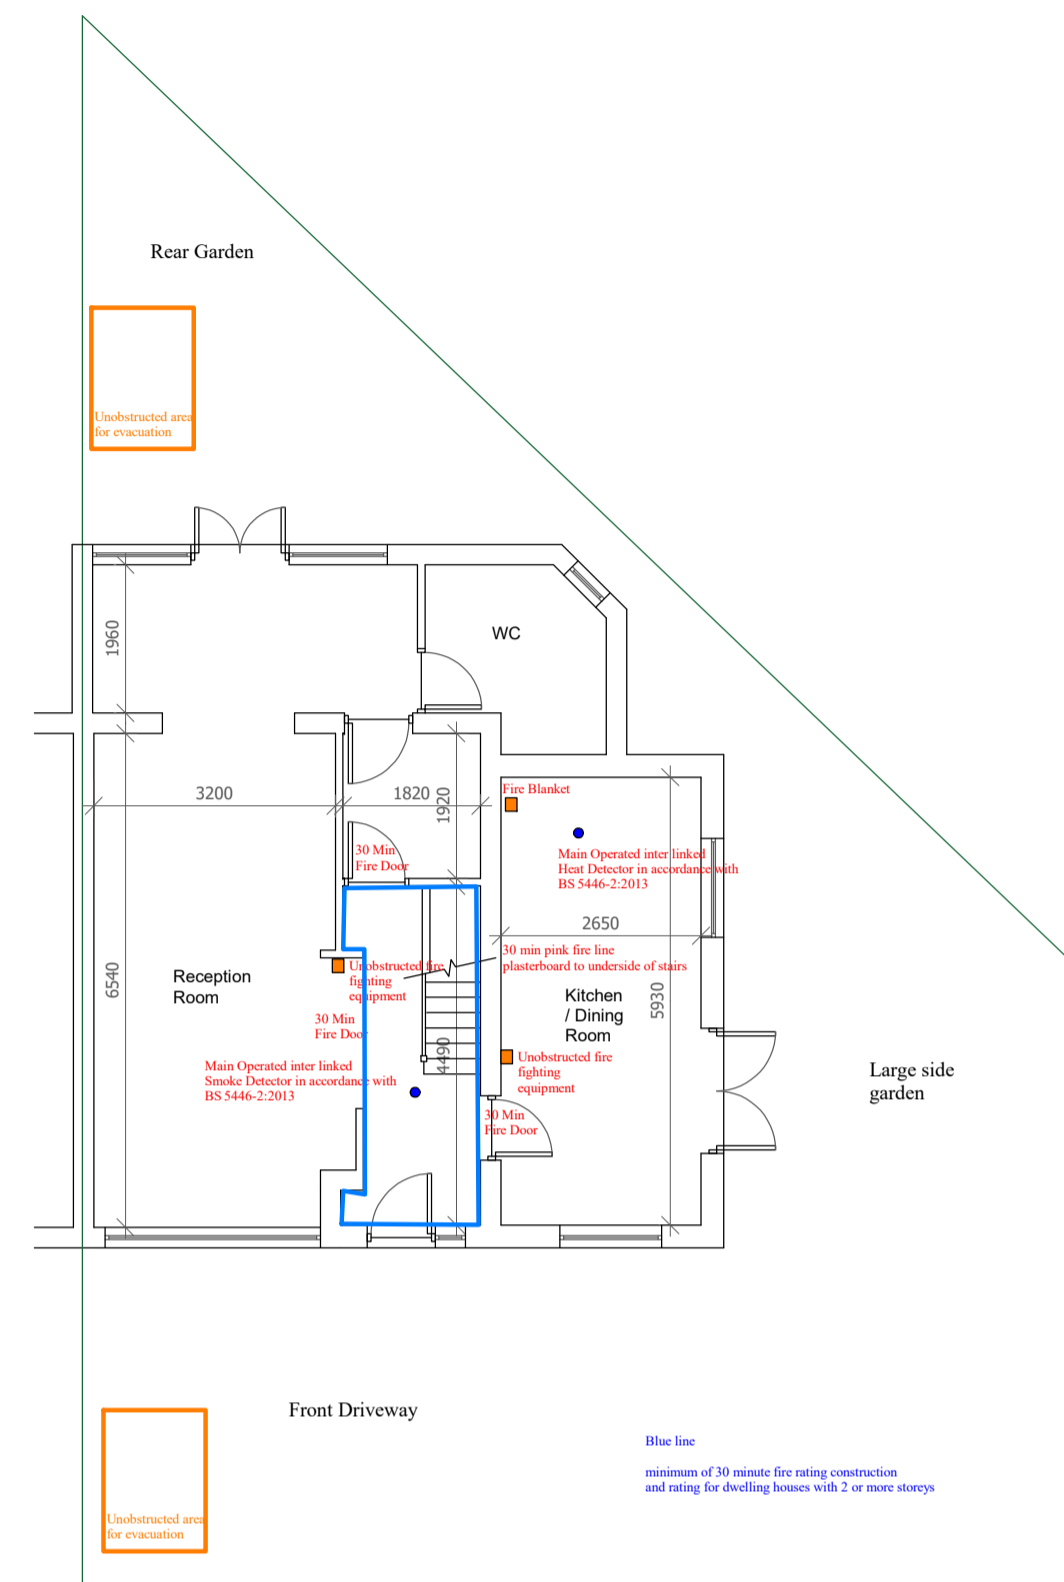 Rear Garden
Unobstructed area
for evacuation
1960
WC
3200
1820
1920
Fire Blanket
30 Min
Fire Door
Main Operated inter linked
Heat Detector in accordance with
BS 5446-2:2013
2650
30 min pink fire line
plasterboard to underside of stairs
Unobstructed fire
fighting
equipment
Reception
Room
6540
Kitchen
/ Dining
Room
5930
30 Min
Fire Door
4490
Unobstructed fire
fighting
equipment
Main Operated inter linked
Smoke Detector in accordance with
BS 5446-2:2013
Large side
garden
30 Min
Fire Door
Front Driveway
Unobstructed area
for evacuation
Blue line
minimum of 30 minute fire rating construction
and rating for dwelling houses with 2 or more storeys